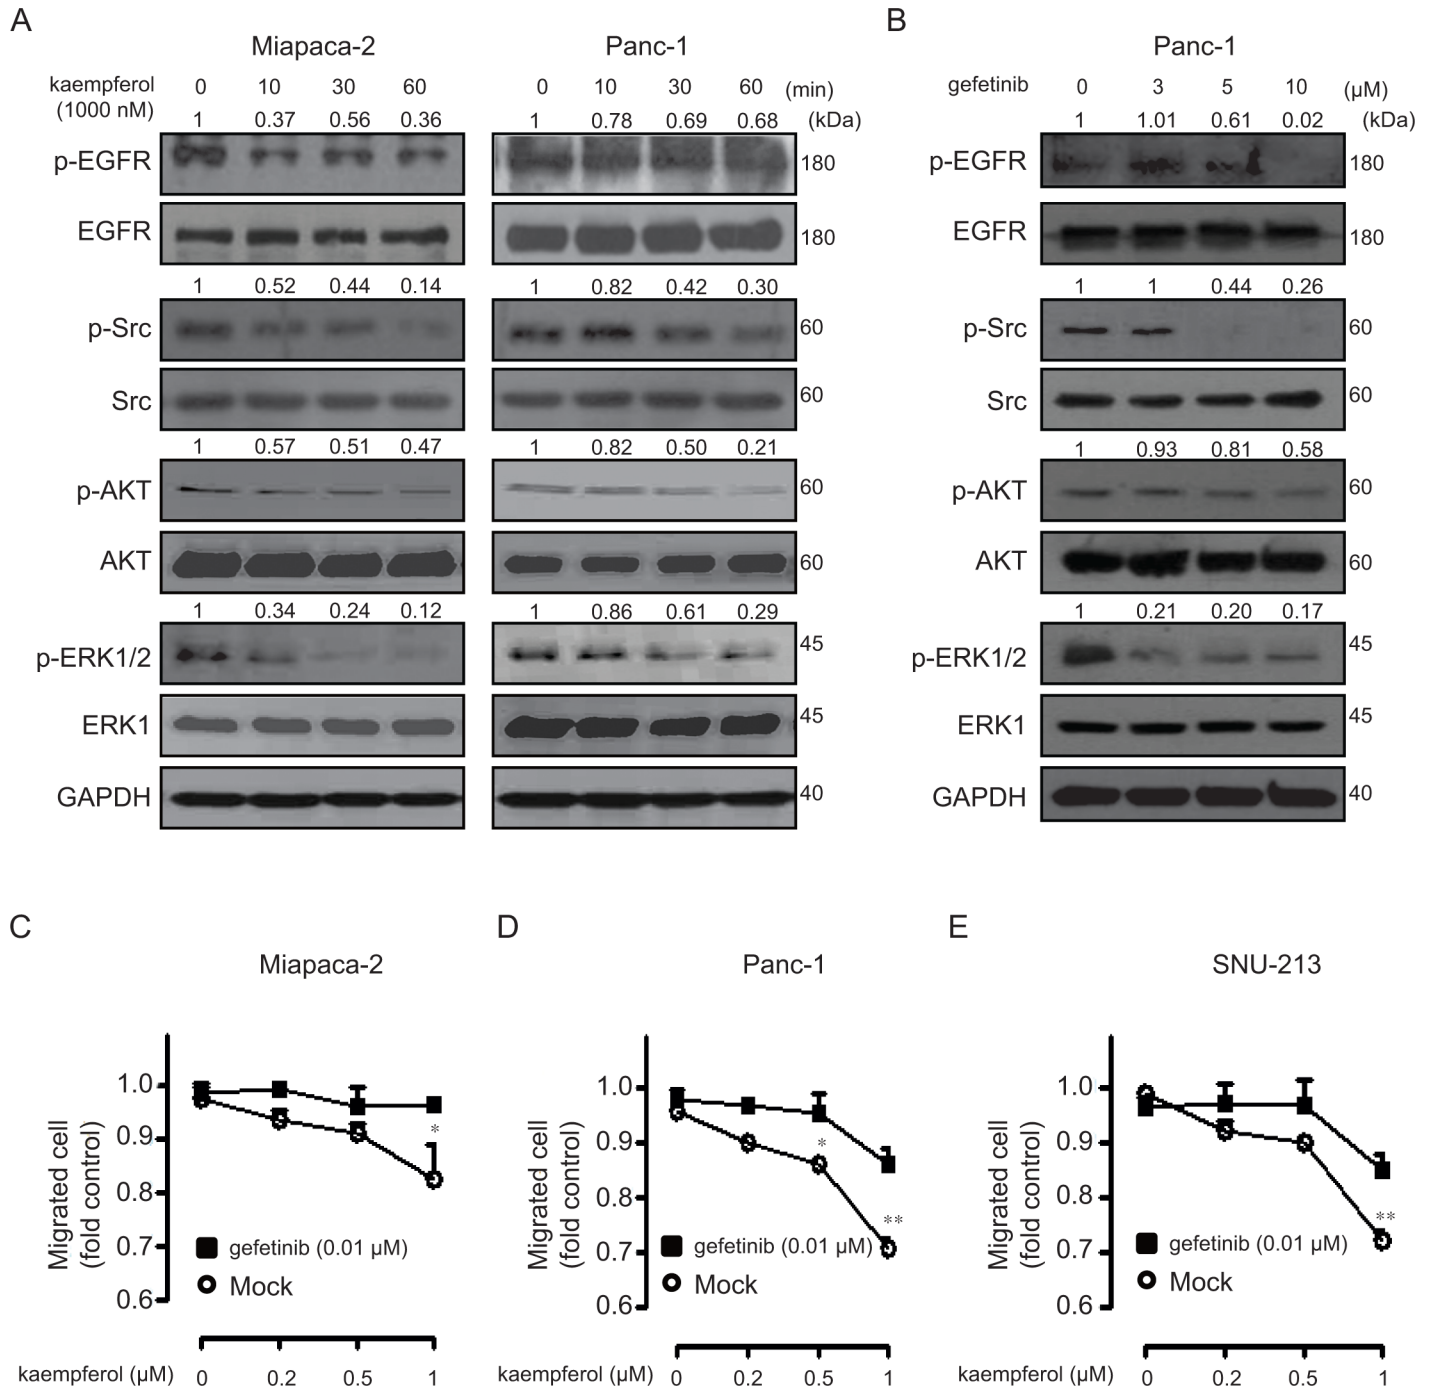 A
Miapaca-2
Panc-1
kaempferol
(1000 nM)
0 10 30 60
0 10 30 60 (min)
1 0.37 0.56 0.36
1 0.78 0.69 0.68 (kDa)
p-EGFR
180
EGFR
180
1 0.52 0.44 0.14
1 0.82 0.42 0.30
p-Src
60
Src
60
1 0.57 0.51 0.47
1 0.82 0.50 0.21
p-AKT
60
AKT
60
1 0.34 0.24 0.12
1 0.86 0.61 0.29
p-ERK1/2
45
ERK1
45
GAPDH
40
B
Panc-1
gefetinib 0 3 5 10 (µM)
1 1.01 0.61 0.02 (kDa)
p-EGFR
180
EGFR
180
1 1 0.44 0.26
p-Src
60
Src
60
1 0.93 0.81 0.58
p-AKT
60
AKT
60
1 0.21 0.20 0.17
p-ERK1/2
45
ERK1
45
GAPDH
40
C
Miapaca-2
Migrated cell
(fold control)
1.0
0.9
0.8
0.7
0.6
*
gefetinib (0.01 µM)
Mock
kaempferol (µM) 0 0.2 0.5 1
D
Panc-1
Migrated cell
(fold control)
1.0
0.9
0.8
0.7
0.6
*
**
gefetinib (0.01 µM)
Mock
kaempferol (µM) 0 0.2 0.5 1
E
SNU-213
Migrated cell
(fold control)
1.0
0.9
0.8
0.7
0.6
**
gefetinib (0.01 µM)
Mock
kaempferol (µM) 0 0.2 0.5 1